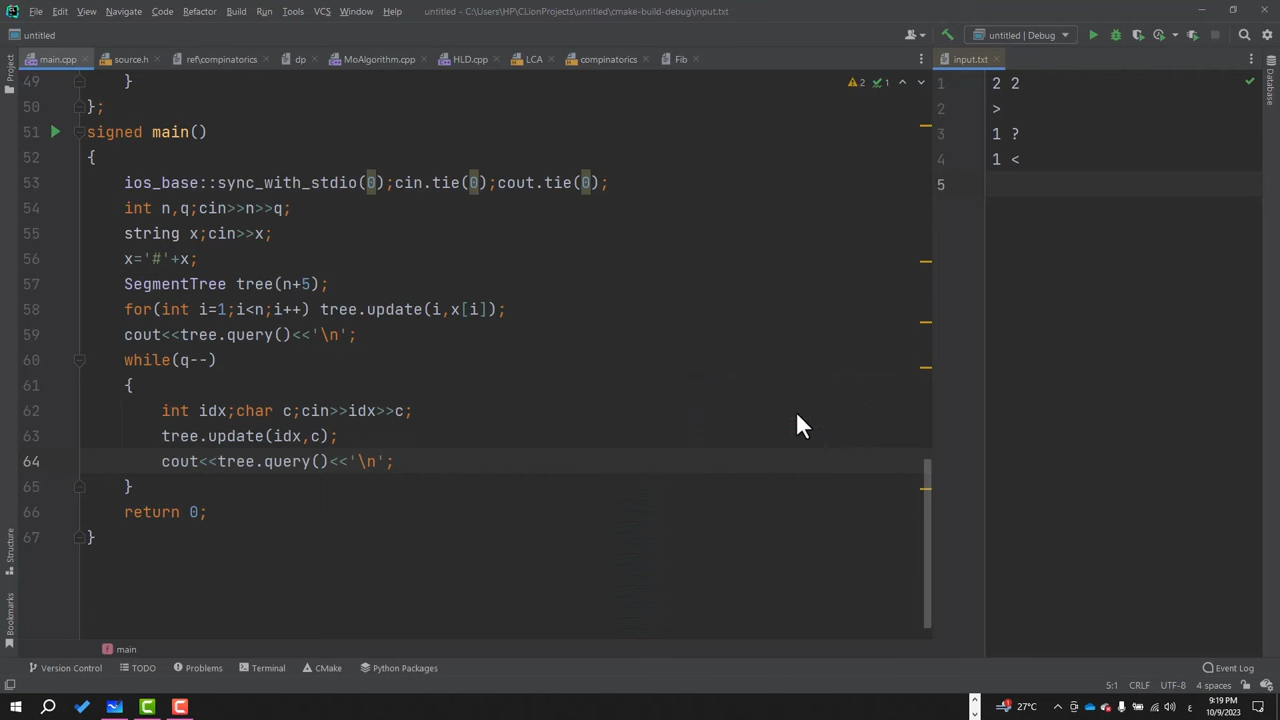 File Edit View Navigate Code Refactor Build Run Tools VCS Window Help untitled – C:\Users\HP\CLionProjects\untitled\cmake-build-debug\input.txt
untitled
untitled | Debug
Project
main.cpp source.h ref\compinatorics dp MoAlgorithm.cpp HLD.cpp LCA compinatorics Fib
input.txt
Database
2 1
49 }
50 };
51 signed main()
52 {
53 ios_base::sync_with_stdio(0);cin.tie(0);cout.tie(0);
54 int n,q;cin>>n>>q;
55 string x;cin>>x;
56 x='#'+x;
57 SegmentTree tree(n+5);
58 for(int i=1;i<n;i++) tree.update(i,x[i]);
59 cout<<tree.query()<<'\n';
60 while(q--)
61 {
62 int idx;char c;cin>>idx>>c;
63 tree.update(idx,c);
64 cout<<tree.query()<<'\n';
65 }
66 return 0;
67 }
1 2 2
2 >
3 1 ?
4 1 <
5
Structure
Bookmarks
main
Version Control TODO Problems Terminal CMake Python Packages Event Log
5:1 CRLF UTF-8 4 spaces
27°C ع 9:19 PM
10/9/2023